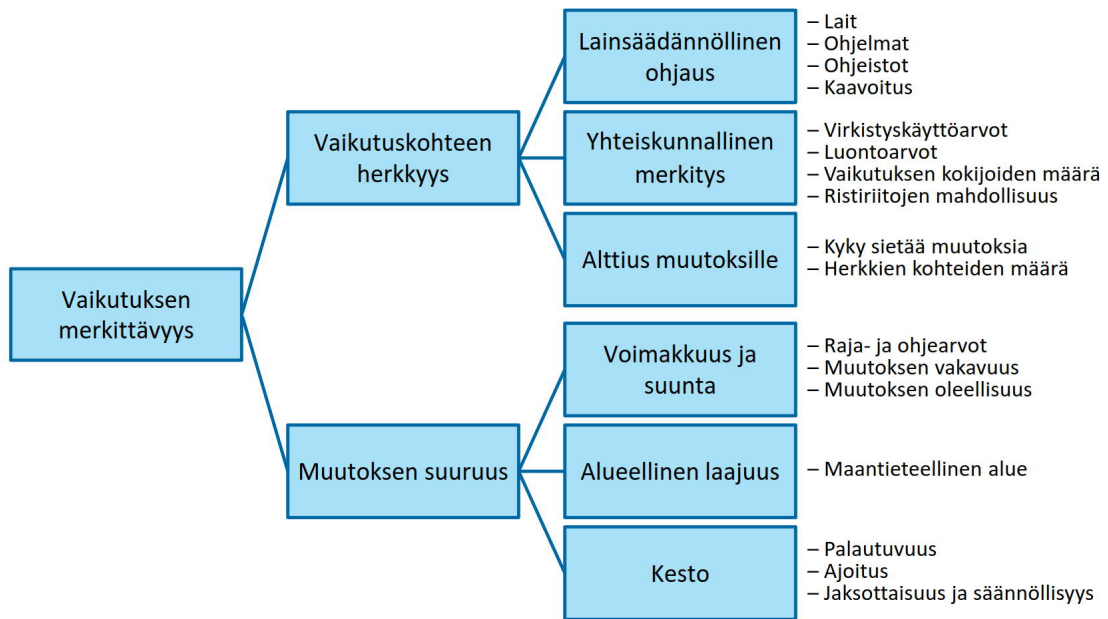 Vaikutuksen
merkittävyys
Vaikutuskohteen
herkkyys
Lainsäädännöllinen
ohjaus
– Lait
– Ohjelmat
– Ohjeistot
– Kaavoitus
Yhteiskunnallinen
merkitys
– Virkistyskäyttöarvot
– Luontoarvot
– Vaikutuksen kokijoiden määrä
– Ristiriitojen mahdollisuus
Alttius muutoksille
– Kyky sietää muutoksia
– Herkkien kohteiden määrä
Muutoksen suuruus
Voimakkuus ja
suunta
– Raja- ja ohjearvot
– Muutoksen vakavuus
– Muutoksen oleellisuus
Alueellinen laajuus
– Maantieteellinen alue
Kesto
– Palautuvuus
– Ajoitus
– Jaksottaisuus ja säännöllisyys